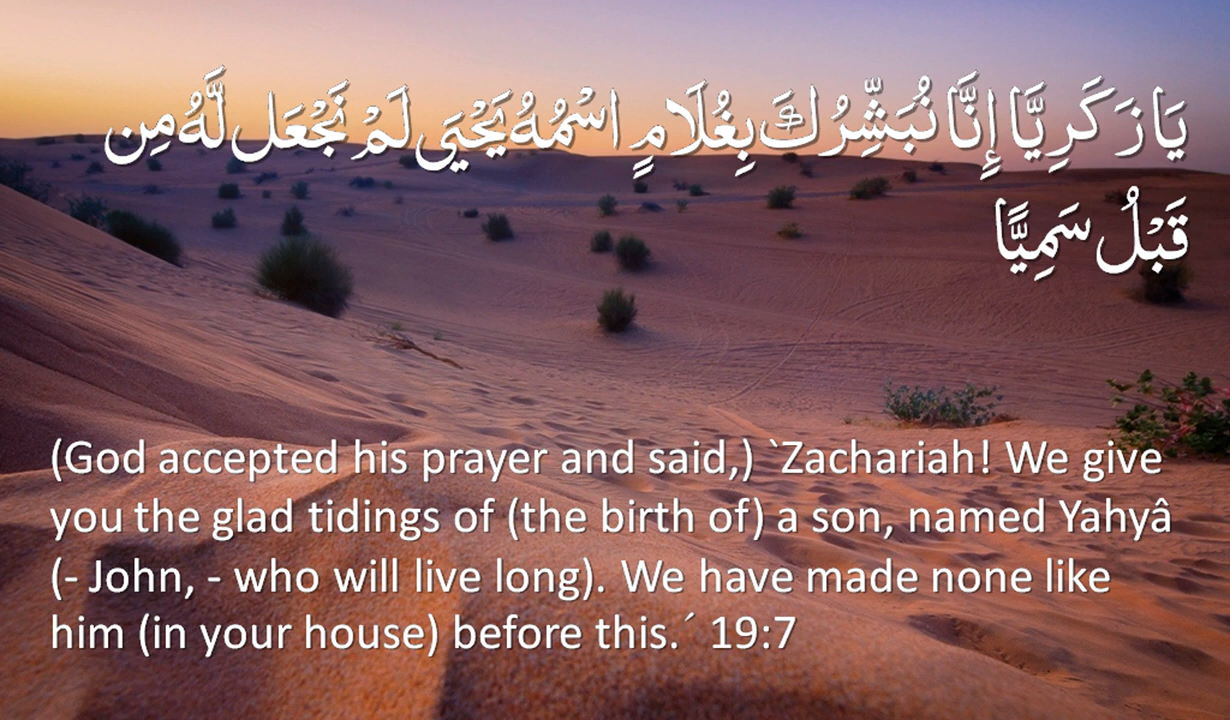 يَا زَكَرِيَّا إِنَّا نُبَشِّرُكَ بِغُلَامٍ اسْمُهُ يَحْيَى لَمْ نَجْعَل لَّهُ مِن
قَبْلُ سَمِيًّا
(God accepted his prayer and said,) `Zachariah! We give
you the glad tidings of (the birth of) a son, named Yahyâ
(- John, - who will live long). We have made none like
him (in your house) before this.´ 19:7